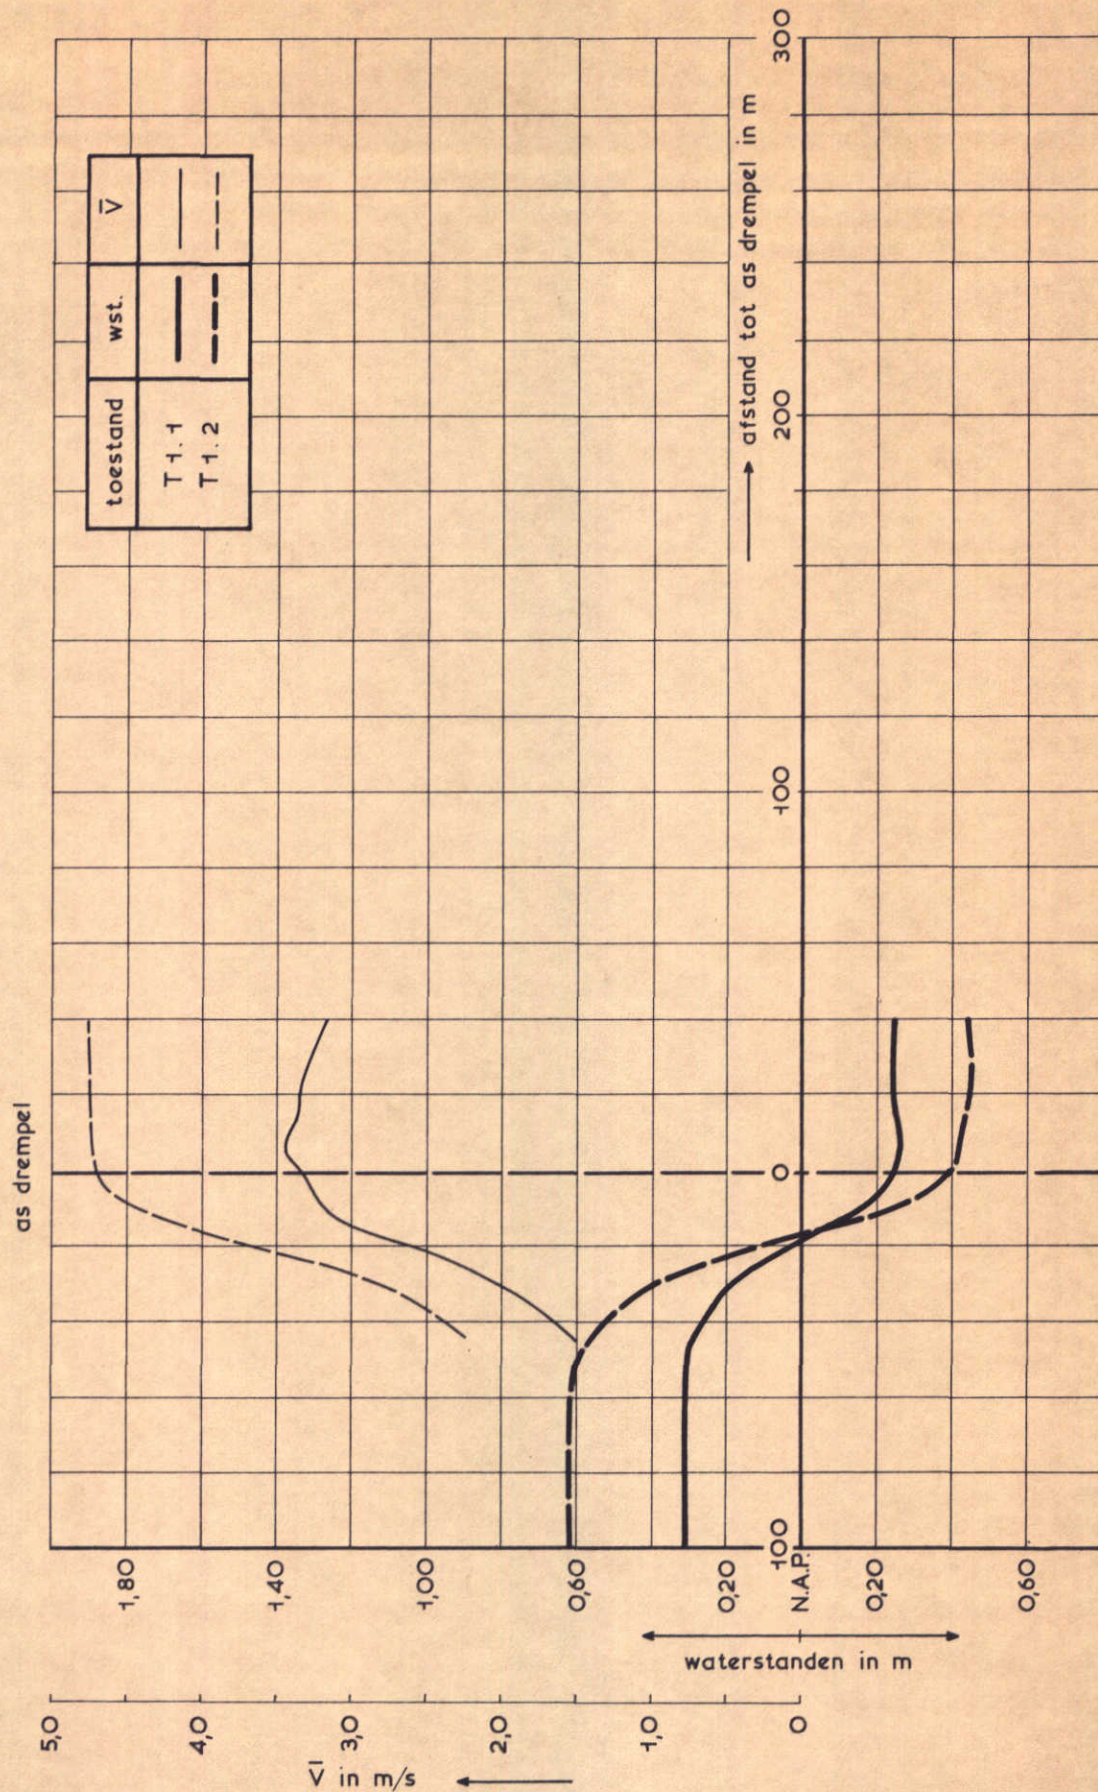 as drempel
toestand wst. V̄
T 1. 1
T 1. 2
→ afstand tot as drempel in m
100 0 100 200 300
1,80
1,40
1,00
0,60
0,20
N.A.P.
0,20
0,60
waterstanden in m
5,0
4,0
3,0
2,0
1,0
0
V̄ in m/s